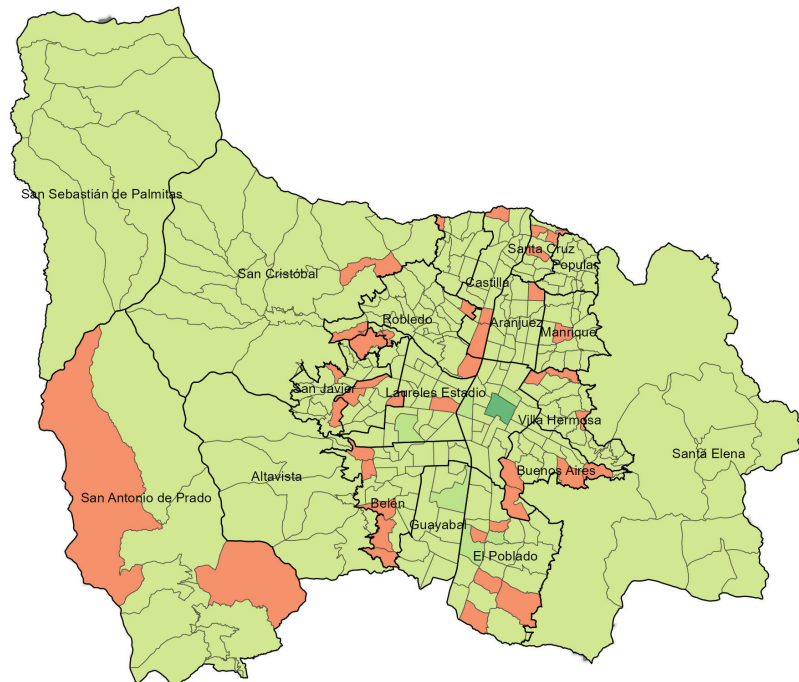 San Sebastián de Palmitas
San Cristóbal
Santa Cruz
Popular
Castilla
Robledo
Aranjuez
Manrique
San Javier
Laureles Estadio
Villa Hermosa
Santa Elena
Buenos Aires
Altavista
San Antonio de Prado
Belén
Guayabal
El Poblado